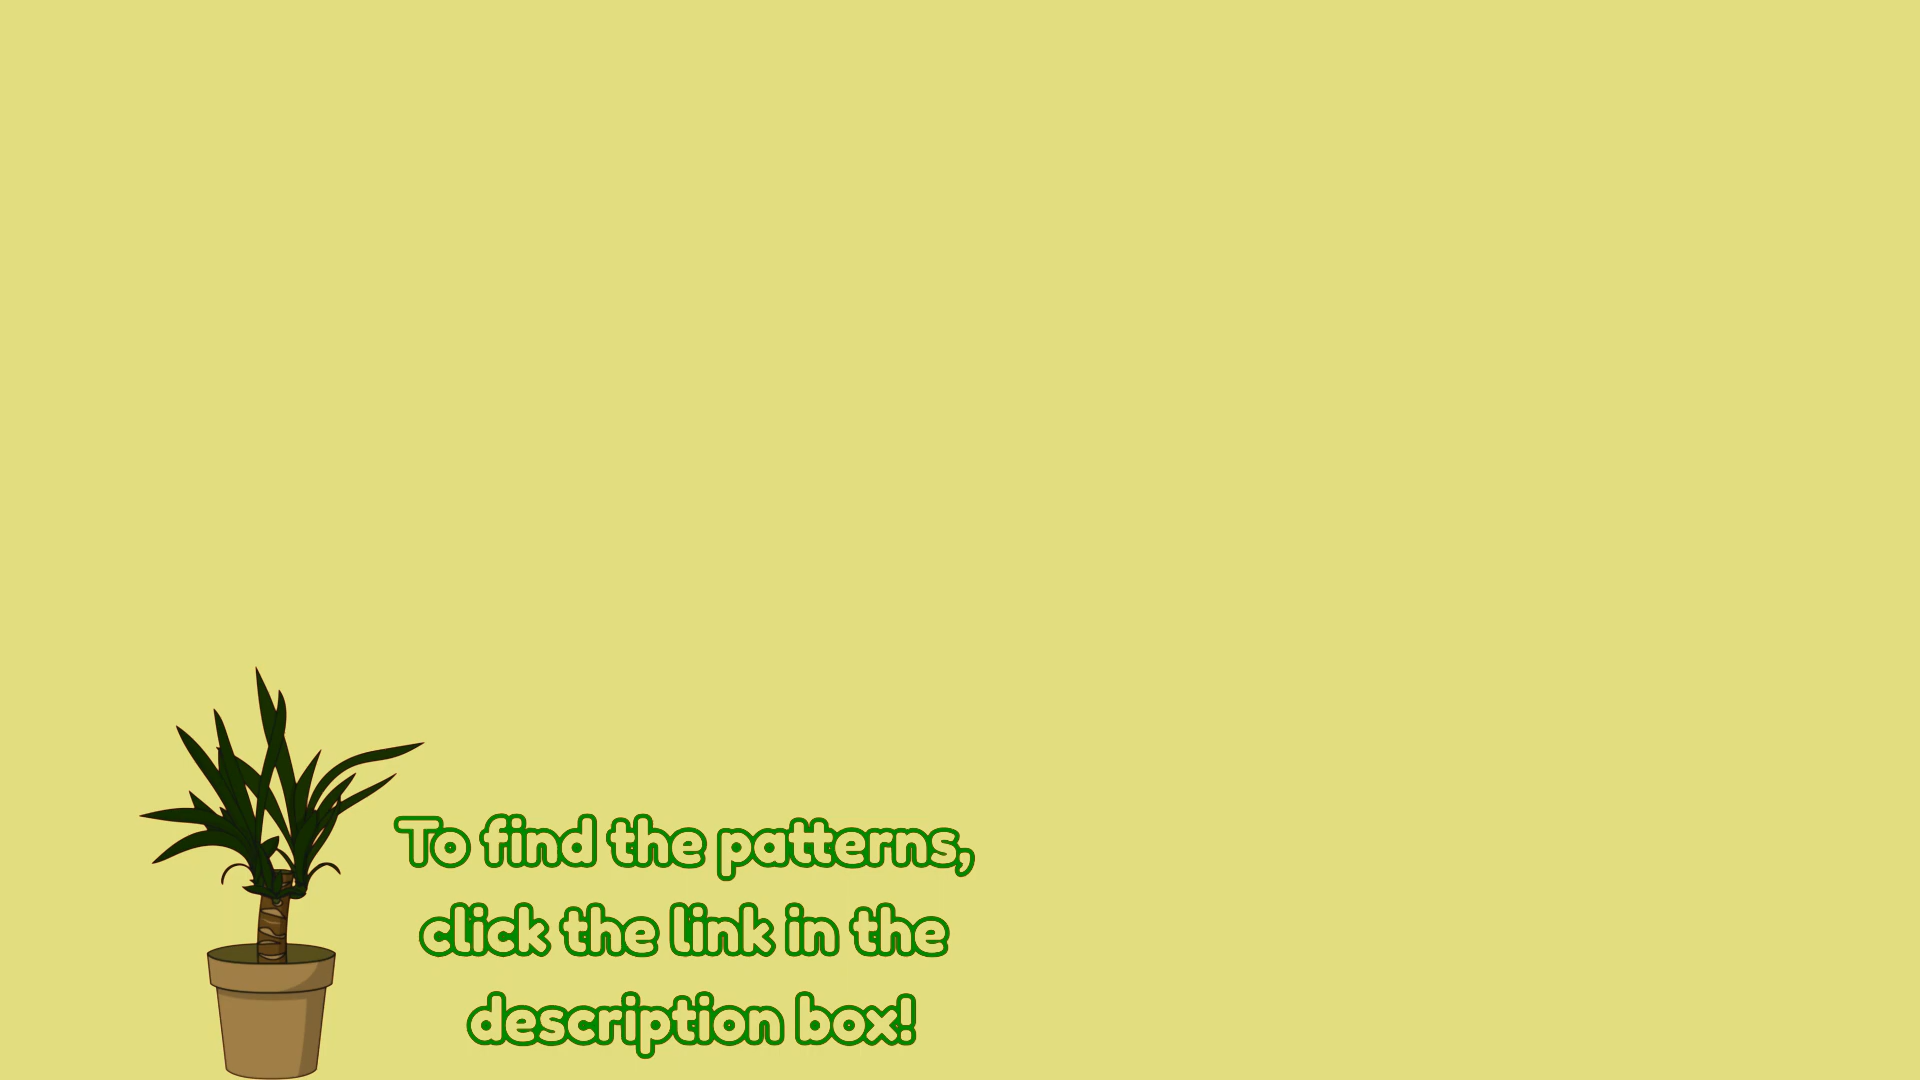 To find the patterns,
click the link in the
description box!